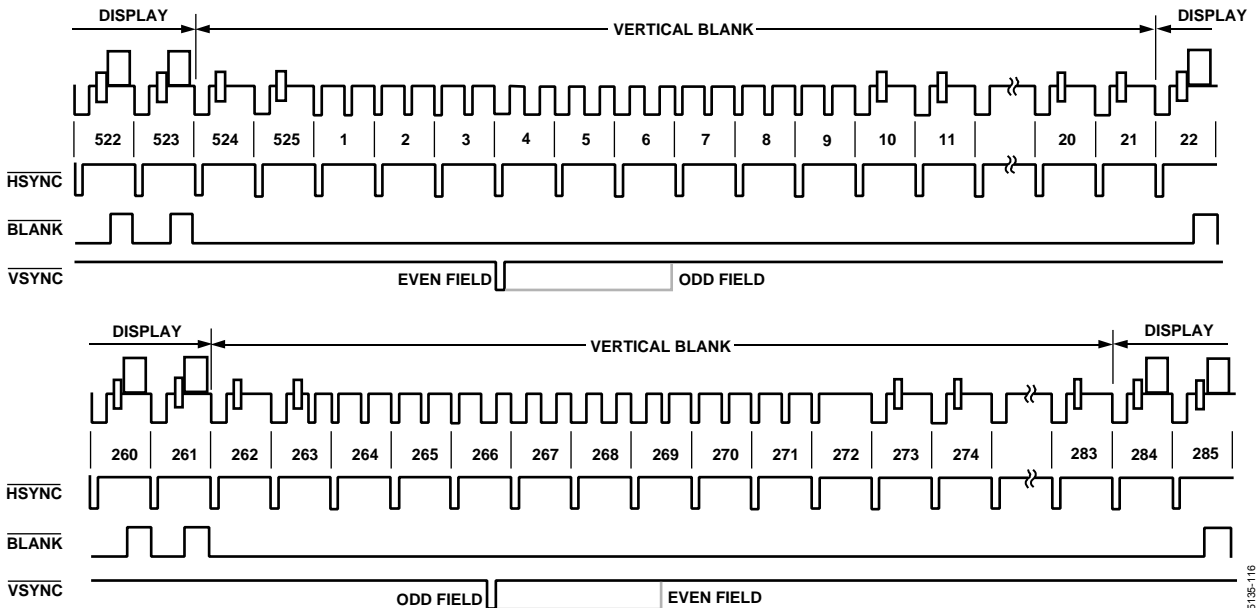 DISPLAY VERTICAL BLANK DISPLAY
522 523 524 525 1 2 3 4 5 6 7 8 9 10 11 20 21 22
HSYNC
BLANK
VSYNC
EVEN FIELD ODD FIELD
DISPLAY VERTICAL BLANK DISPLAY
260 261 262 263 264 265 266 267 268 269 270 271 272 273 274 283 284 285
HSYNC
BLANK
VSYNC
ODD FIELD EVEN FIELD